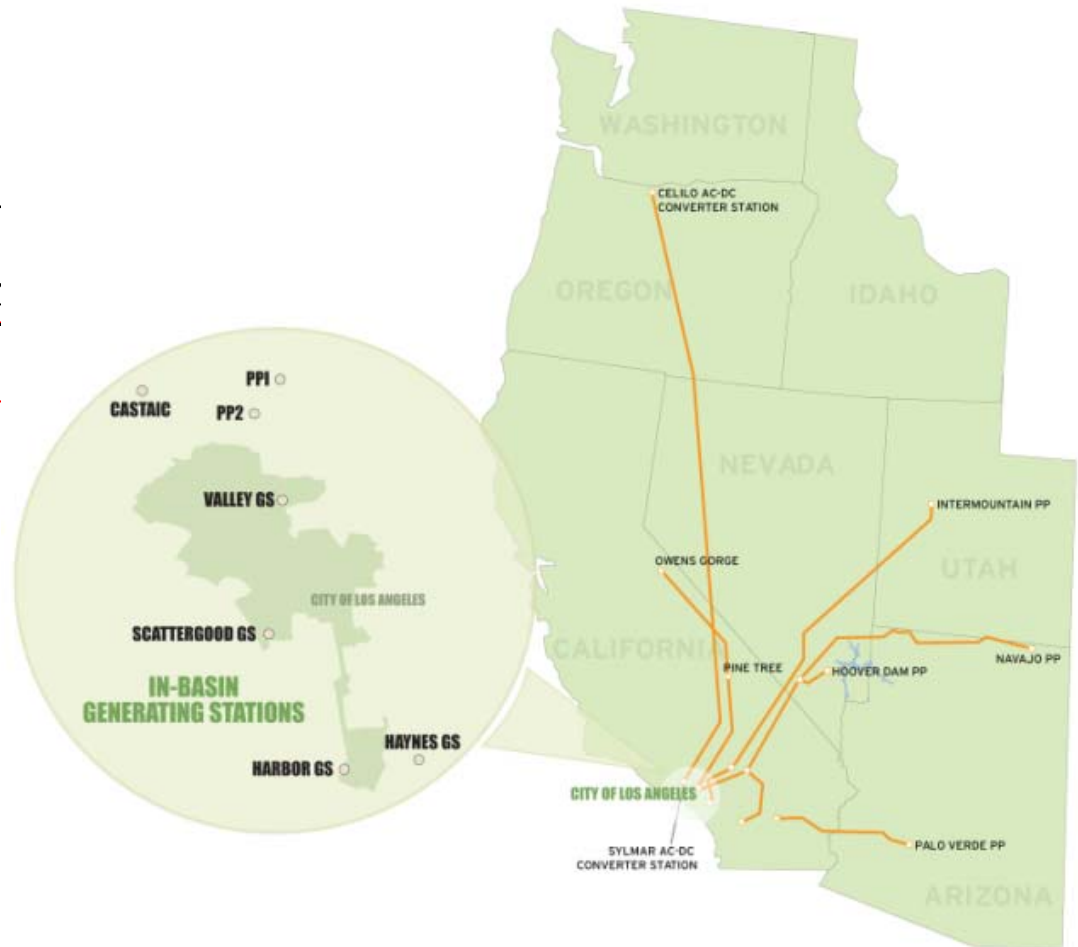 WASHINGTON
CELILO AC-DC
CONVERTER STATION
OREGON
IDAHO
PP1
CASTAIC
PP2
NEVADA
VALLEY GS
INTERMOUNTAIN PP
OWENS GORGE
UTAH
CITY OF LOS ANGELES
SCATTERGOOD GS
CALIFORNIA
PINE TREE
HOOVER DAM PP
NAVAJO PP
IN-BASIN
GENERATING STATIONS
HAYNES GS
HARBOR GS
CITY OF LOS ANGELES
SYLMAR AC-DC
CONVERTER STATION
PALO VERDE PP
ARIZONA